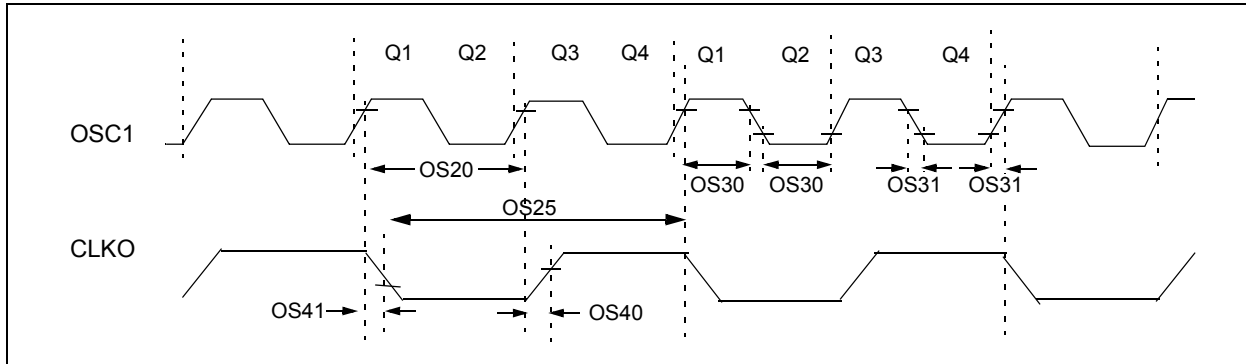 Q1 Q2 Q3 Q4 Q1 Q2 Q3 Q4
OSC1
OS20 OS30 OS30 OS31 OS31
OS25
CLKO
OS41 OS40